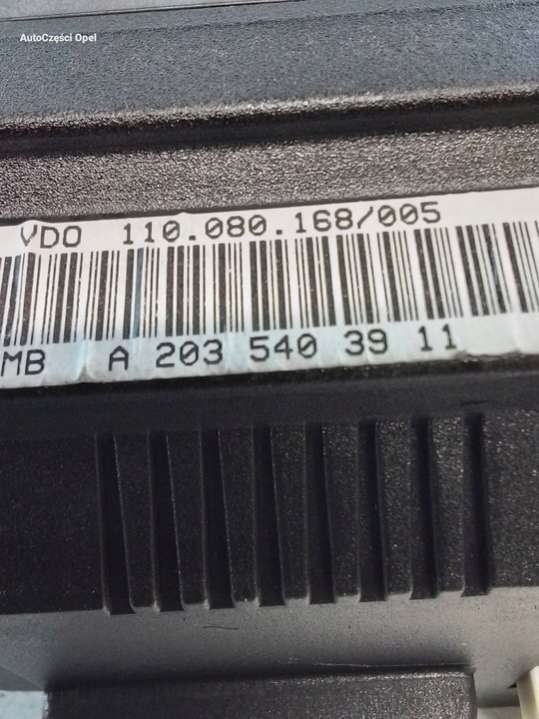 AutoCzęści Opel
VDO 110.080.168/005
MB A 203 540 39 11